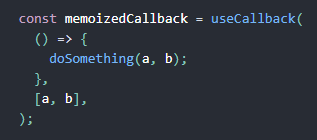 const memoizedCallback = useCallback(
  () => {
    doSomething(a, b);
  },
  [a, b],
);